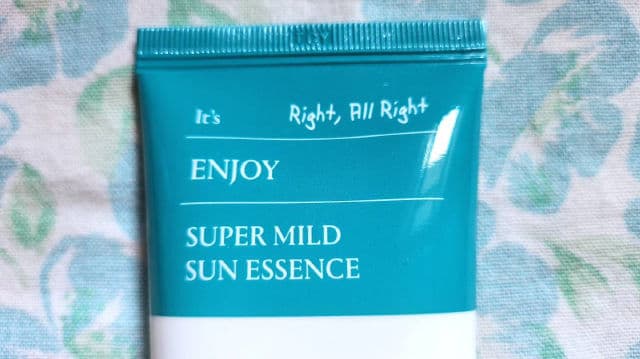 It's Right, All Right
ENJOY
SUPER MILD
SUN ESSENCE